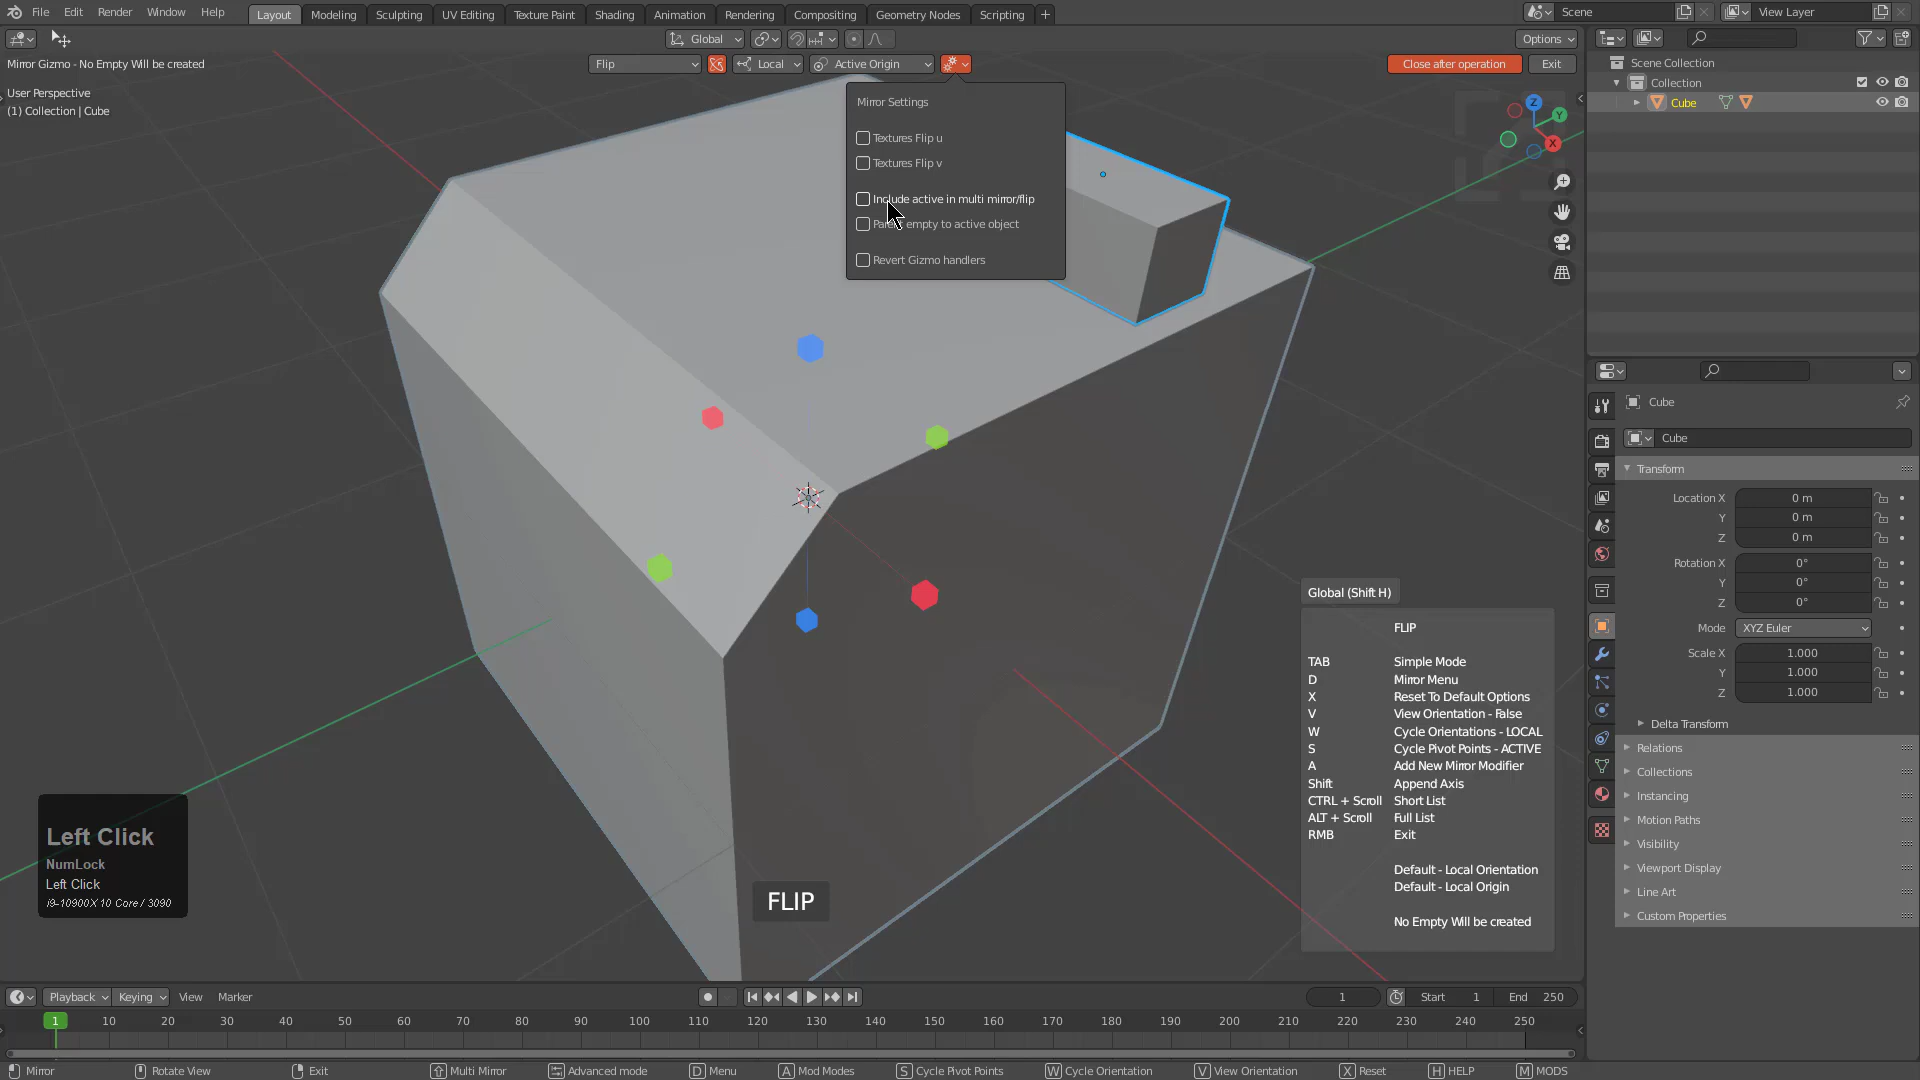 File Edit Render Window Help Layout Modeling Sculpting UV Editing Texture Paint Shading Animation Rendering Compositing Geometry Nodes Scripting + Scene View Layer
Global Options
Mirror Gizmo - No Empty Will be created Flip Local Active Origin Close after operation Exit
User Perspective
(1) Collection | Cube
Mirror Settings
Textures Flip u
Textures Flip v
Include active in multi mirror/flip
empty to active object
Revert Gizmo handlers
Z
Y
X
Scene Collection
Collection
Cube
Cube
Cube
Transform
Location X 0 m
Y 0 m
Z 0 m
Rotation X 0°
Y 0°
Z 0°
Mode XYZ Euler
Scale X 1.000
Y 1.000
Z 1.000
Delta Transform
Relations
Collections
Instancing
Motion Paths
Visibility
Viewport Display
Line Art
Custom Properties
Global (Shift H)
FLIP
TAB Simple Mode
D Mirror Menu
X Reset To Default Options
V View Orientation - False
W Cycle Orientations - LOCAL
S Cycle Pivot Points - ACTIVE
A Add New Mirror Modifier
Shift Append Axis
CTRL + Scroll Short List
ALT + Scroll Full List
RMB Exit
Default - Local Orientation
Default - Local Origin
No Empty Will be created
Left Click
NumLock
Left Click
i9-10900X 10 Core / 3090
FLIP
Playback Keying View Marker 1 Start 1 End 250
1 10 20 30 40 50 60 70 80 90 100 110 120 130 140 150 160 170 180 190 200 210 220 230 240 250
Mirror Rotate View Exit Multi Mirror Advanced mode D Menu A Mod Modes S Cycle Pivot Points W Cycle Orientation V View Orientation X Reset H HELP M MODS